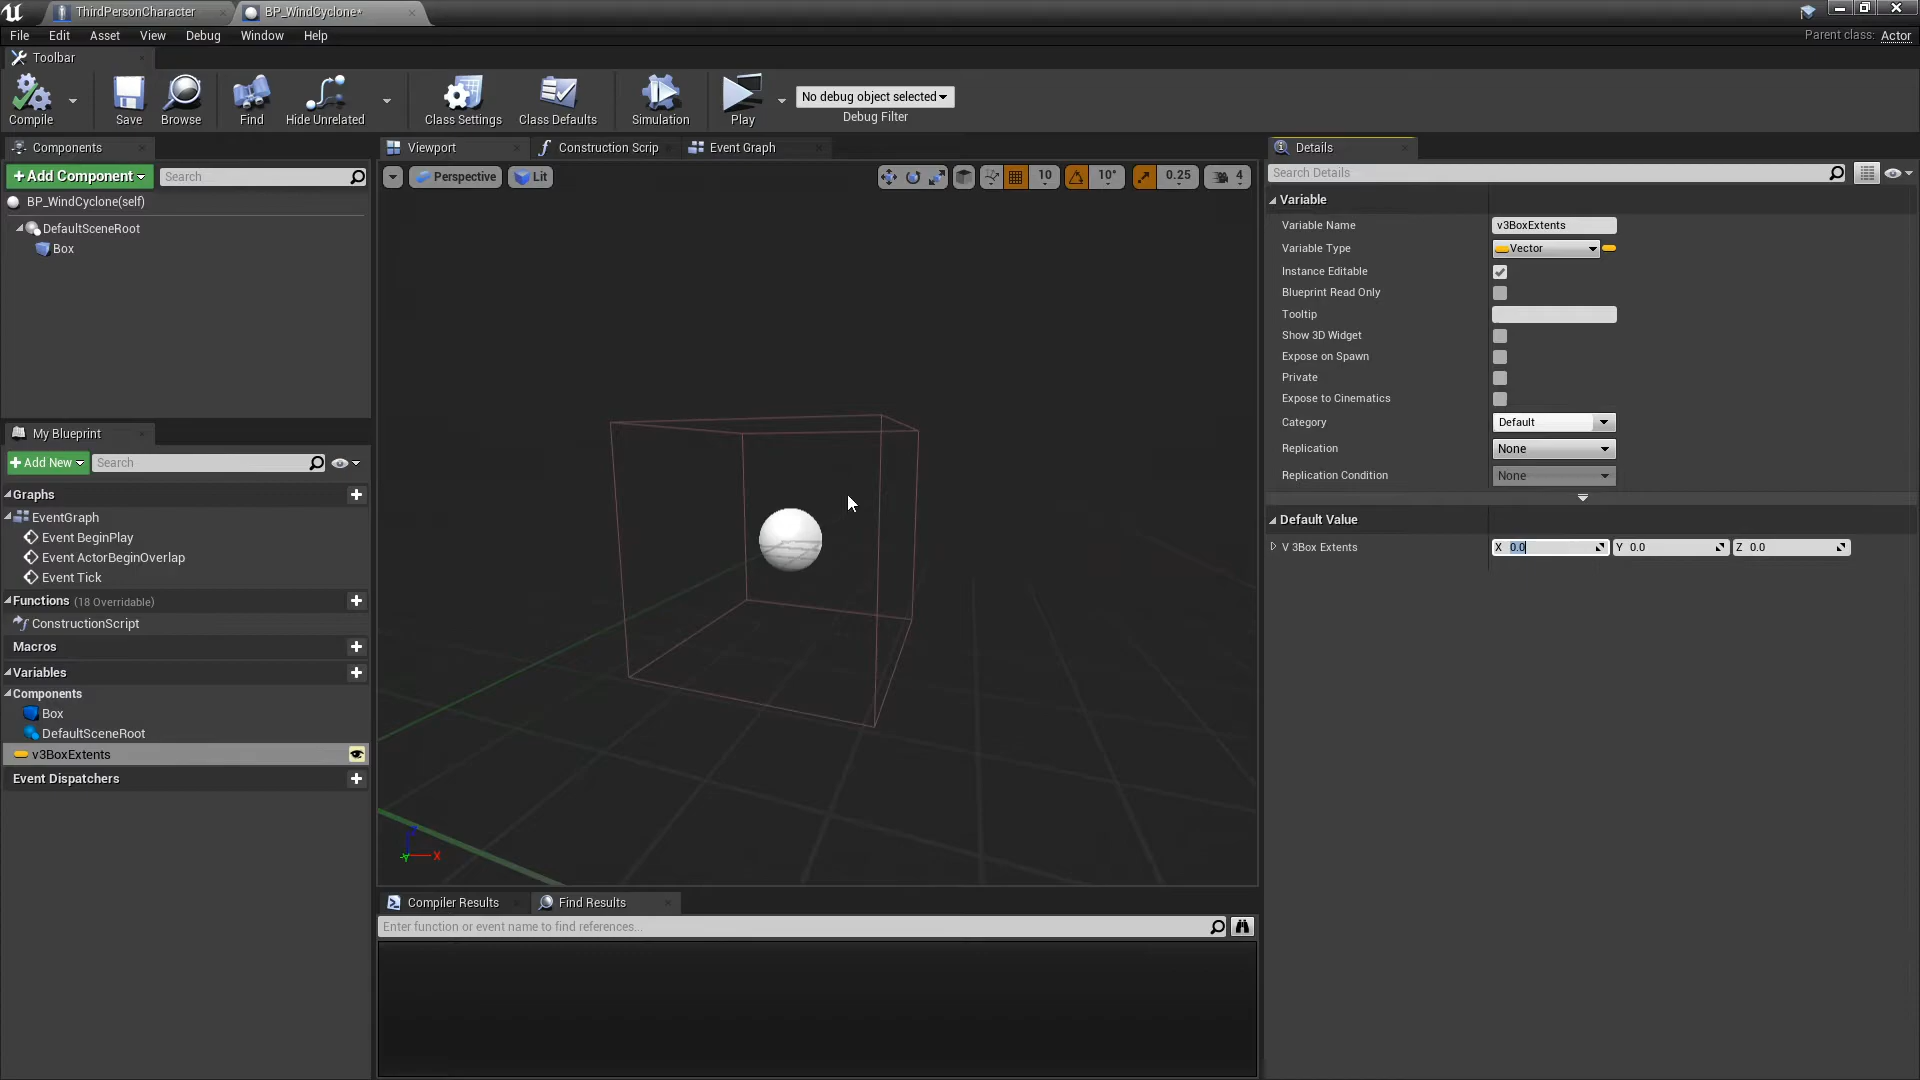 ThirdPersonCharacter
BP_WindCyclone*
File Edit Asset View Debug Window Help
Parent class: Actor
Toolbar
Compile
Save
Browse
Find
Hide Unrelated
Class Settings
Class Defaults
Simulation
Play
No debug object selected
Debug Filter
Components
+Add Component
Search
BP_WindCyclone(self)
DefaultSceneRoot
Box
My Blueprint
+Add New
Search
Graphs
EventGraph
Event BeginPlay
Event ActorBeginOverlap
Event Tick
Functions (18 Overridable)
ConstructionScript
Macros
Variables
Components
Box
DefaultSceneRoot
v3BoxExtents
Event Dispatchers
Viewport
Construction Scrip
Event Graph
Perspective
Lit
10
10°
0.25
4
X
Y
Compiler Results
Find Results
Enter function or event name to find references...
Details
Search Details
Variable
Variable Name v3BoxExtents
Variable Type Vector
Instance Editable
Blueprint Read Only
Tooltip
Show 3D Widget
Expose on Spawn
Private
Expose to Cinematics
Category Default
Replication None
Replication Condition None
Default Value
V 3Box Extents X 0.0 Y 0.0 Z 0.0